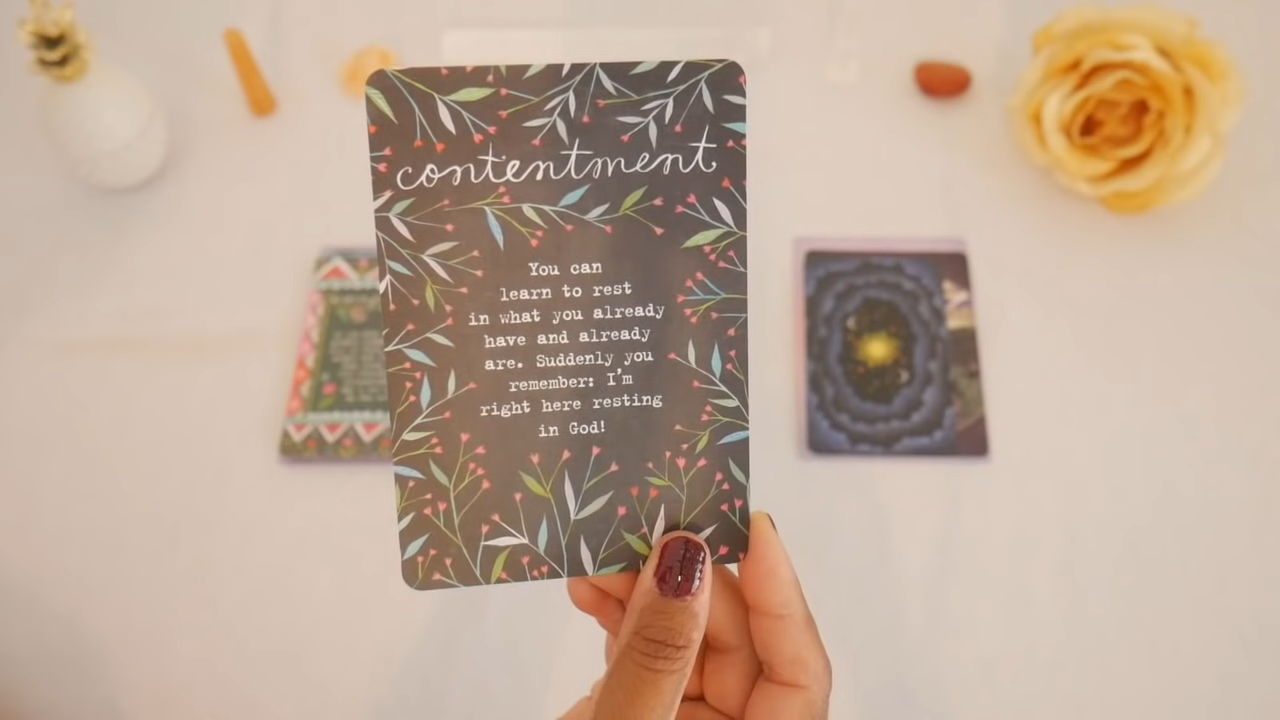 contentment
You can
learn to rest
in what you already
have and already
are. Suddenly you
remember: I'm
right here resting
in God!